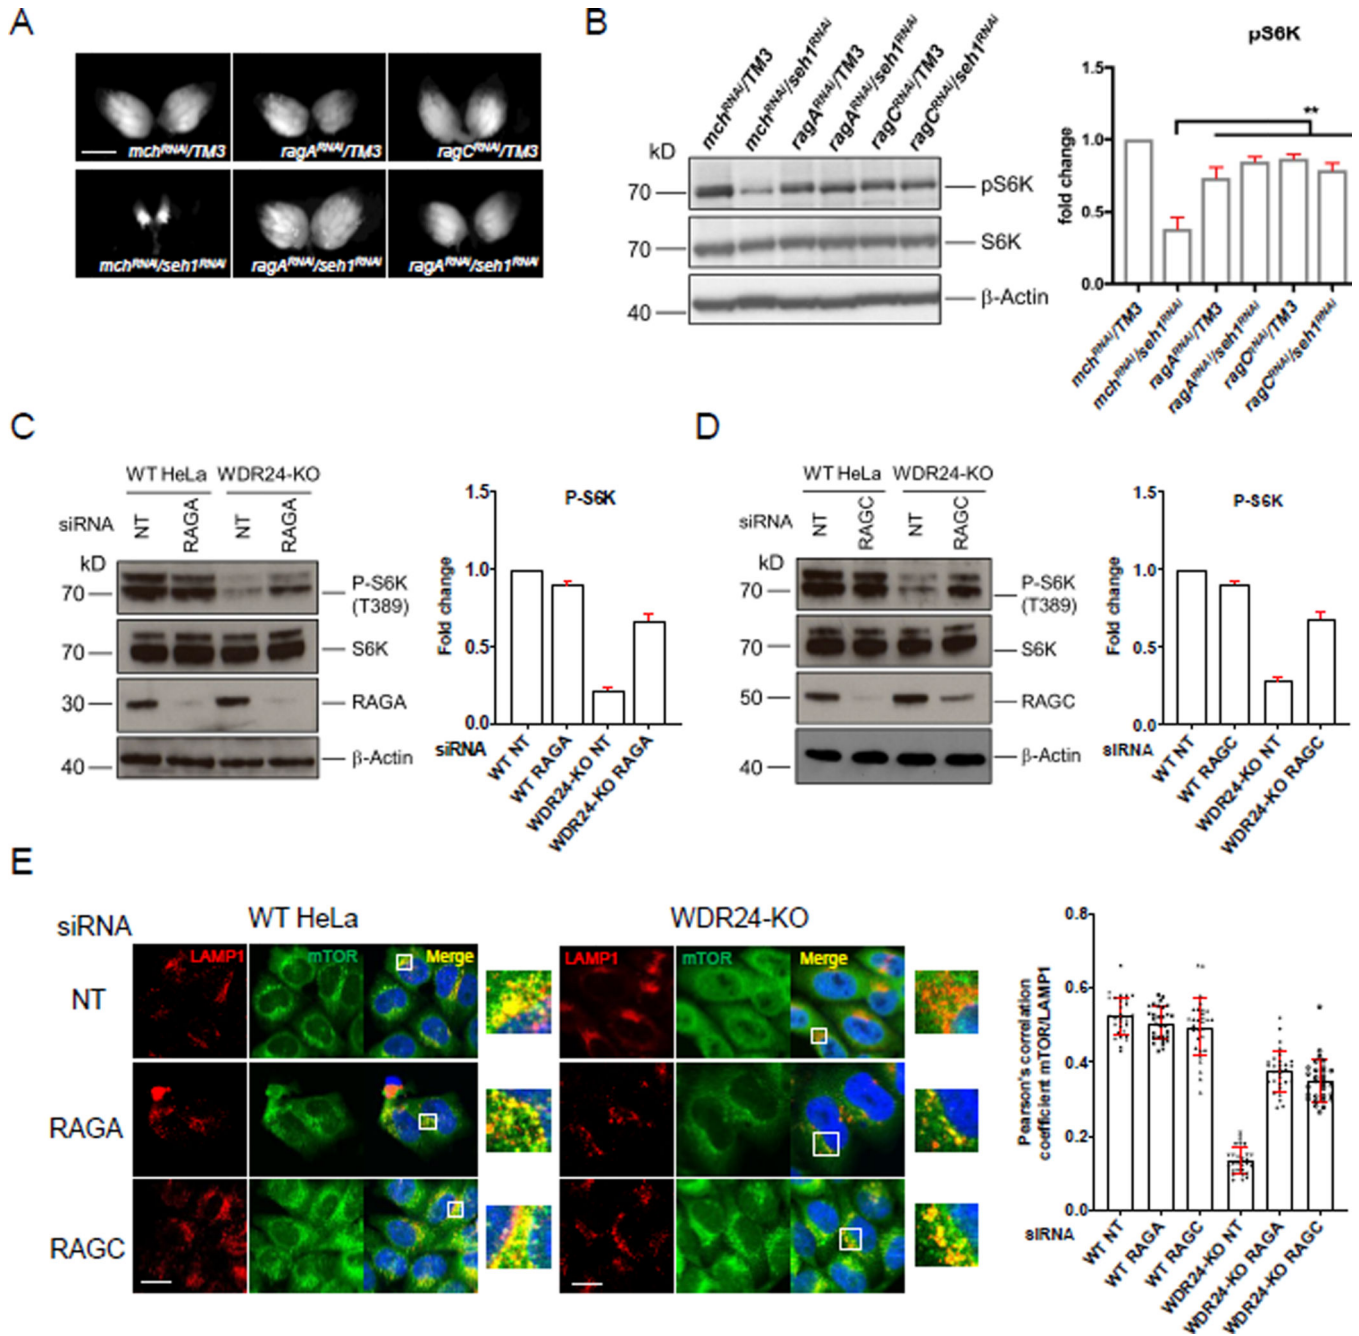 A
mch^RNAi/TM3
ragA^RNAi/TM3
ragC^RNAi/TM3
mch^RNAi/seh1^RNAi
ragA^RNAi/seh1^RNAi
ragA^RNAi/seh1^RNAi
B
mch^RNAi/TM3
mch^RNAi/seh1^RNAi
ragA^RNAi/TM3
ragA^RNAi/seh1^RNAi
ragC^RNAi/TM3
ragC^RNAi/seh1^RNAi
kD
70
pS6K
70
S6K
40
β-Actin
pS6K
**
fold change
1.5
1.0
0.5
0.0
mch^RNAi/TM3
mch^RNAi/seh1^RNAi
ragA^RNAi/TM3
ragA^RNAi/seh1^RNAi
ragC^RNAi/TM3
ragC^RNAi/seh1^RNAi
C
WT HeLa WDR24-KO
siRNA NT RAGA NT RAGA
kD
70
P-S6K
(T389)
70
S6K
30
RAGA
40
β-Actin
P-S6K
Fold change
1.5
1.0
0.5
0.0
siRNA
WT NT
WT RAGA
WDR24-KO NT
WDR24-KO RAGA
D
WT HeLa WDR24-KO
siRNA NT RAGC NT RAGC
kD
70
P-S6K
(T389)
70
S6K
50
RAGC
40
β-Actin
P-S6K
Fold change
1.5
1.0
0.5
0.0
siRNA
WT NT
WT RAGC
WDR24-KO NT
WDR24-KO RAGC
E
siRNA WT HeLa WDR24-KO
LAMP1 mTOR Merge LAMP1 mTOR Merge
NT
RAGA
RAGC
Pearson's correlation
coefficient mTOR/LAMP1
0.8
0.6
0.4
0.2
0.0
siRNA
WT NT
WT RAGA
WT RAGC
WDR24-KO NT
WDR24-KO RAGA
WDR24-KO RAGC